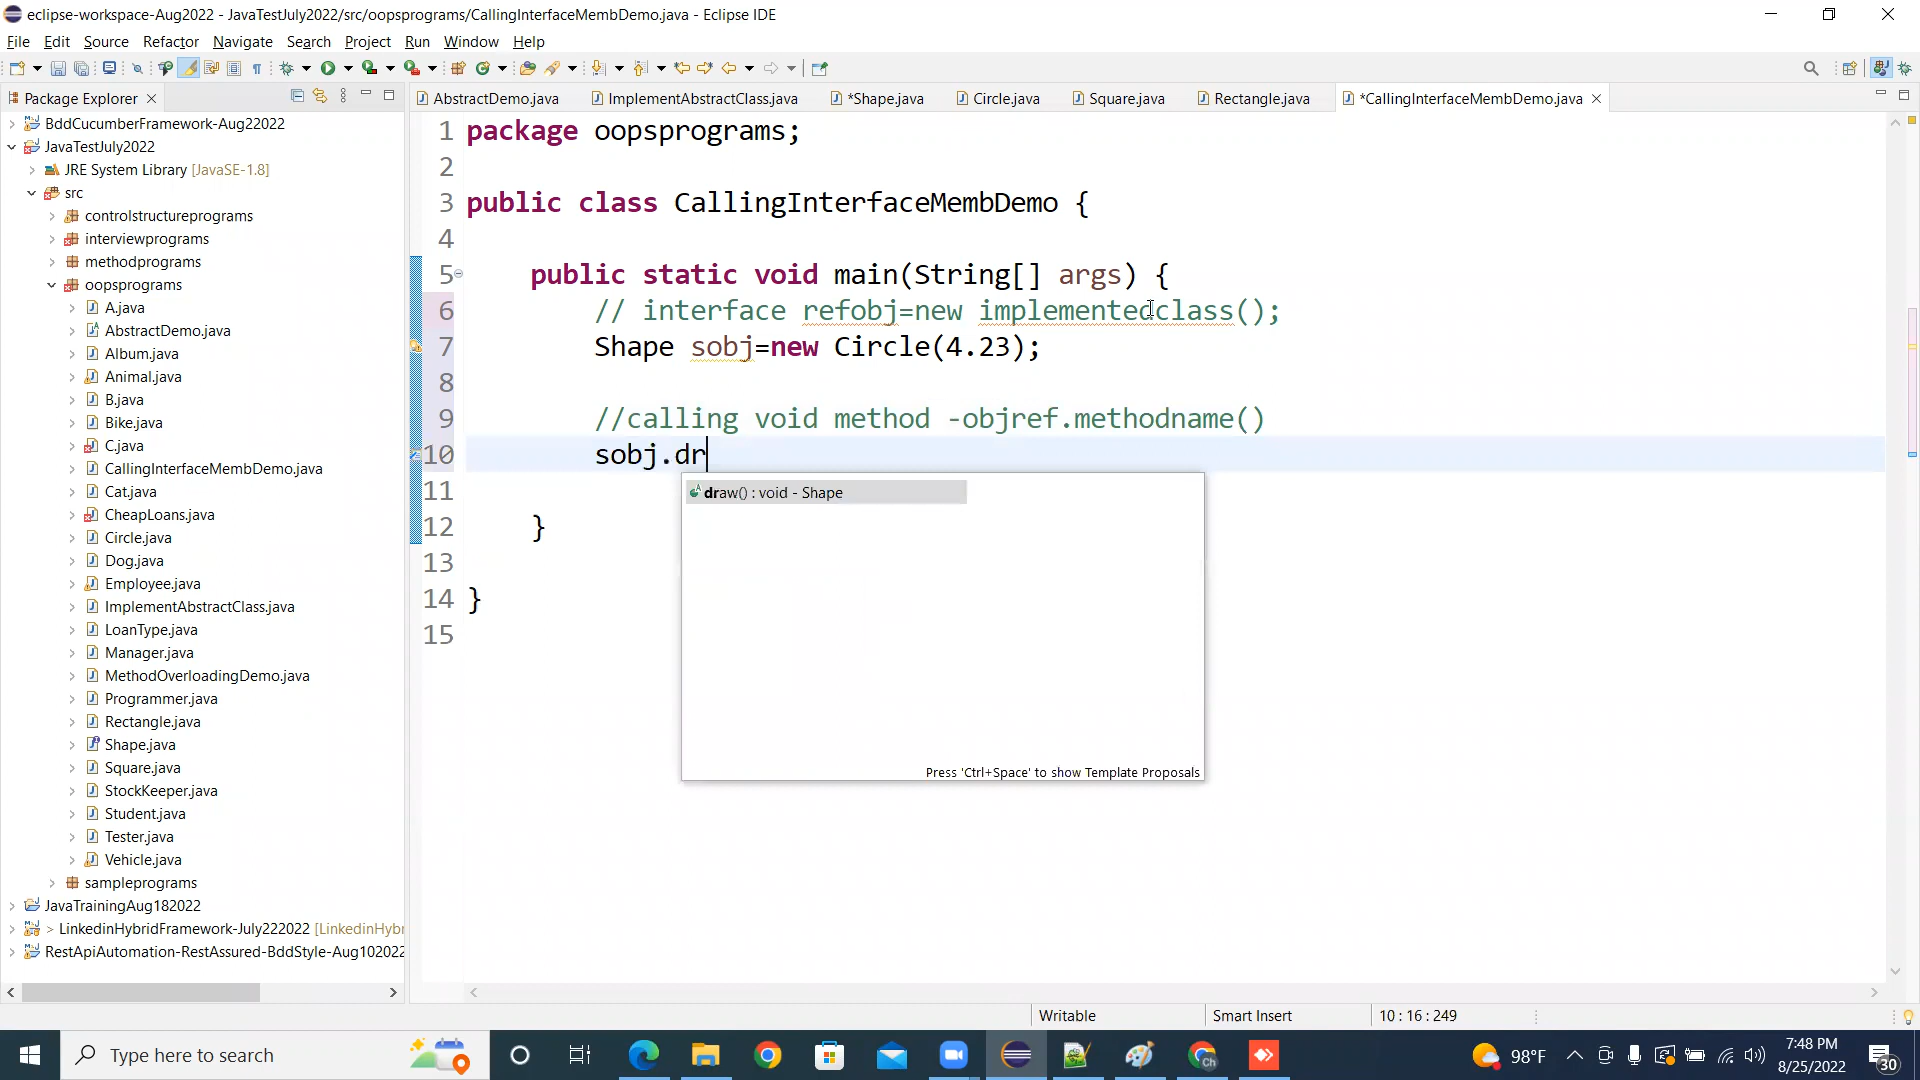 eclipse-workspace-Aug2022 - JavaTestJuly2022/src/oopsprograms/CallingInterfaceMembDemo.java - Eclipse IDE
File Edit Source Refactor Navigate Search Project Run Window Help
Package Explorer
AbstractDemo.java ImplementAbstractClass.java *Shape.java Circle.java Square.java Rectangle.java *CallingInterfaceMembDemo.java
BddCucumberFramework-Aug22022
JavaTestJuly2022
JRE System Library [JavaSE-1.8]
src
controlstructureprograms
interviewprograms
methodprograms
oopsprograms
A.java
AbstractDemo.java
Album.java
Animal.java
B.java
Bike.java
C.java
CallingInterfaceMembDemo.java
Cat.java
CheapLoans.java
Circle.java
Dog.java
Employee.java
ImplementAbstractClass.java
LoanType.java
Manager.java
MethodOverloadingDemo.java
Programmer.java
Rectangle.java
Shape.java
Square.java
StockKeeper.java
Student.java
Tester.java
Vehicle.java
sampleprograms
JavaTrainingAug182022
> LinkedinHybridFramework-July222022 [LinkedinHybr
RestApiAutomation-RestAssured-BddStyle-Aug102022
1 package oopsprograms;
2
3 public class CallingInterfaceMembDemo {
4
5 public static void main(String[] args) {
6 // interface refobj=new implementedclass();
7 Shape sobj=new Circle(4.23);
8
9 //calling void method -objref.methodname()
10 sobj.dr
11
12 }
13
14 }
15
draw() : void - Shape
Press 'Ctrl+Space' to show Template Proposals
Writable Smart Insert 10 : 16 : 249
Type here to search
98°F
7:48 PM
8/25/2022
30